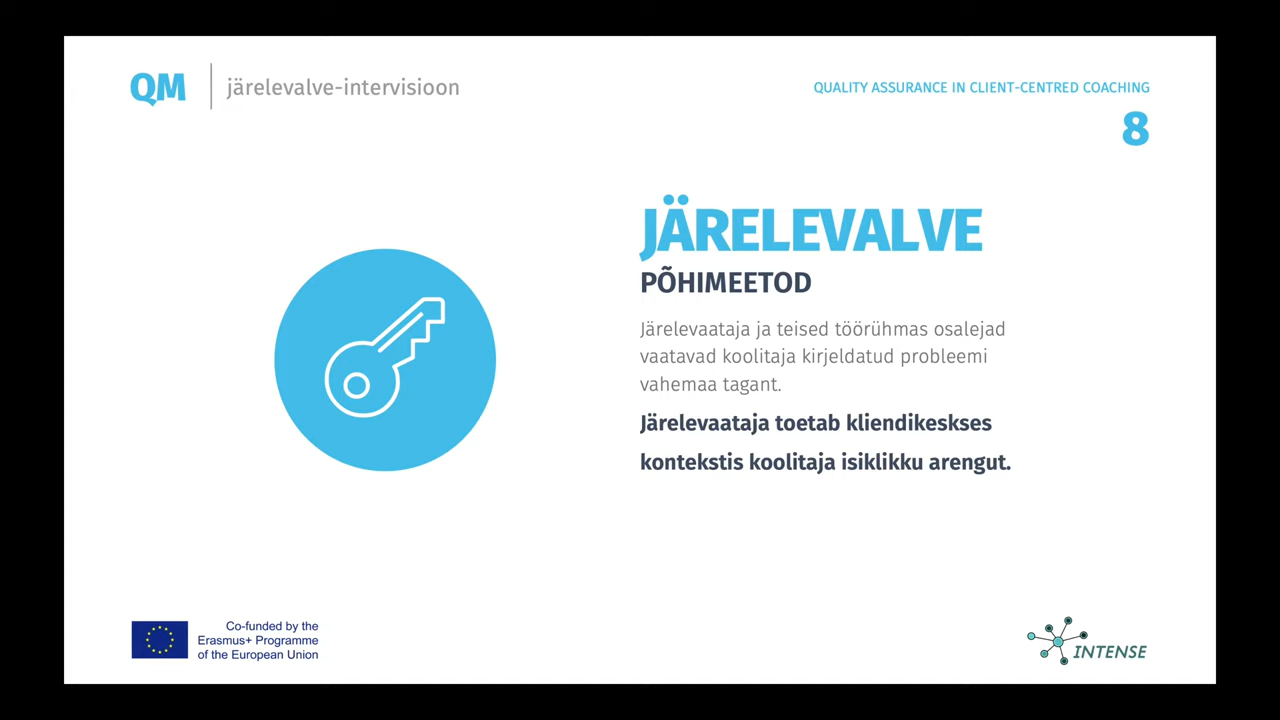 QM
järelevalve-intervisioon
QUALITY ASSURANCE IN CLIENT-CENTRED COACHING
8
JÄRELEVALVE
PÕHIMEETOD
Järelevaataja ja teised töörühmas osalejad
vaatavad koolitaja kirjeldatud probleemi
vahemaa tagant.
Järelevaataja toetab kliendikeskses
kontekstis koolitaja isiklikku arengut.
Co-funded by the
Erasmus+ Programme
of the European Union
INTENSE